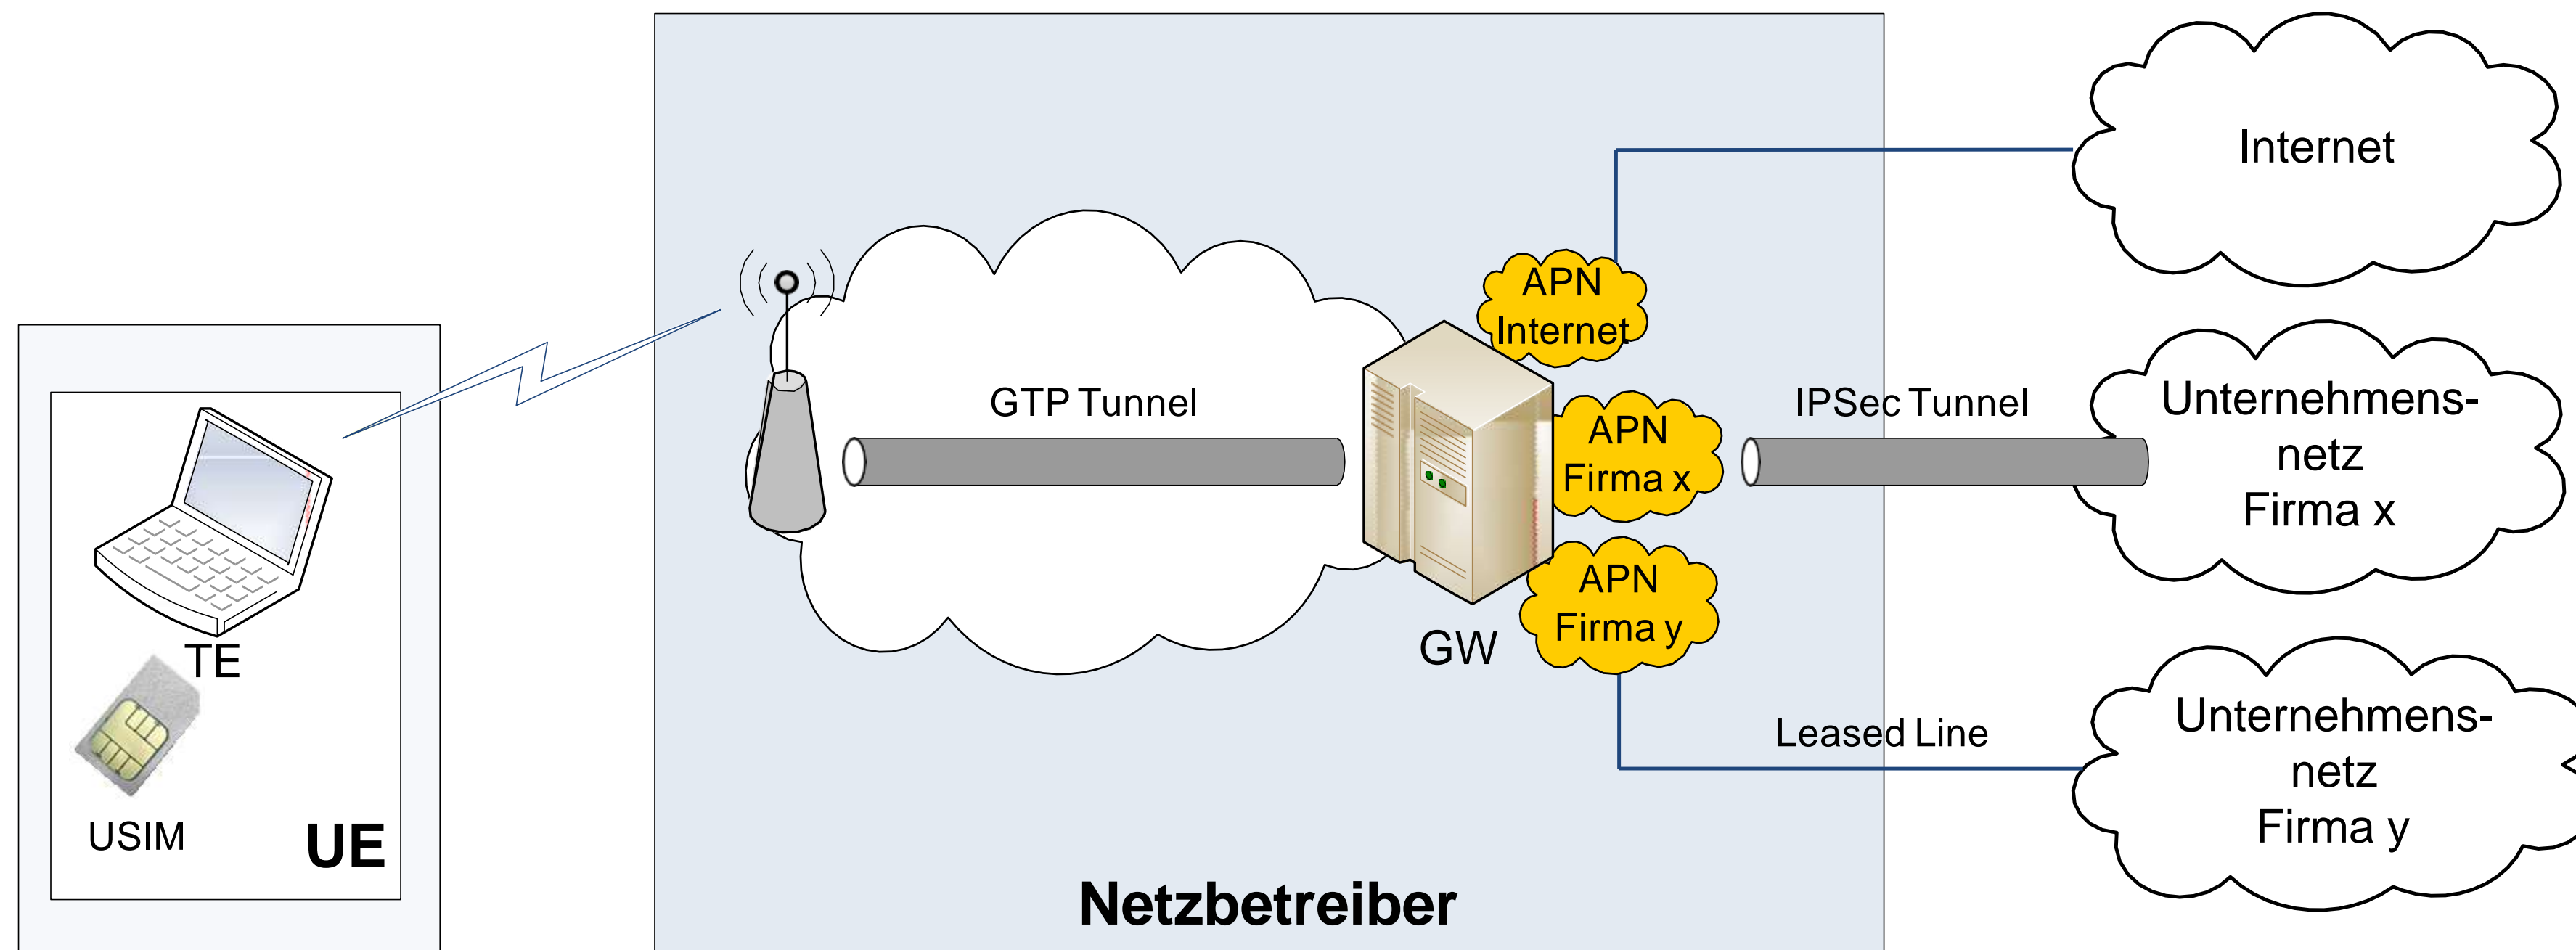 Internet
APN
Internet
GTP Tunnel
IPSec Tunnel
Unternehmens-
netz
Firma x
APN
Firma x
APN
Firma y
GW
TE
USIM
UE
Leased Line
Unternehmens-
netz
Firma y
Netzbetreiber